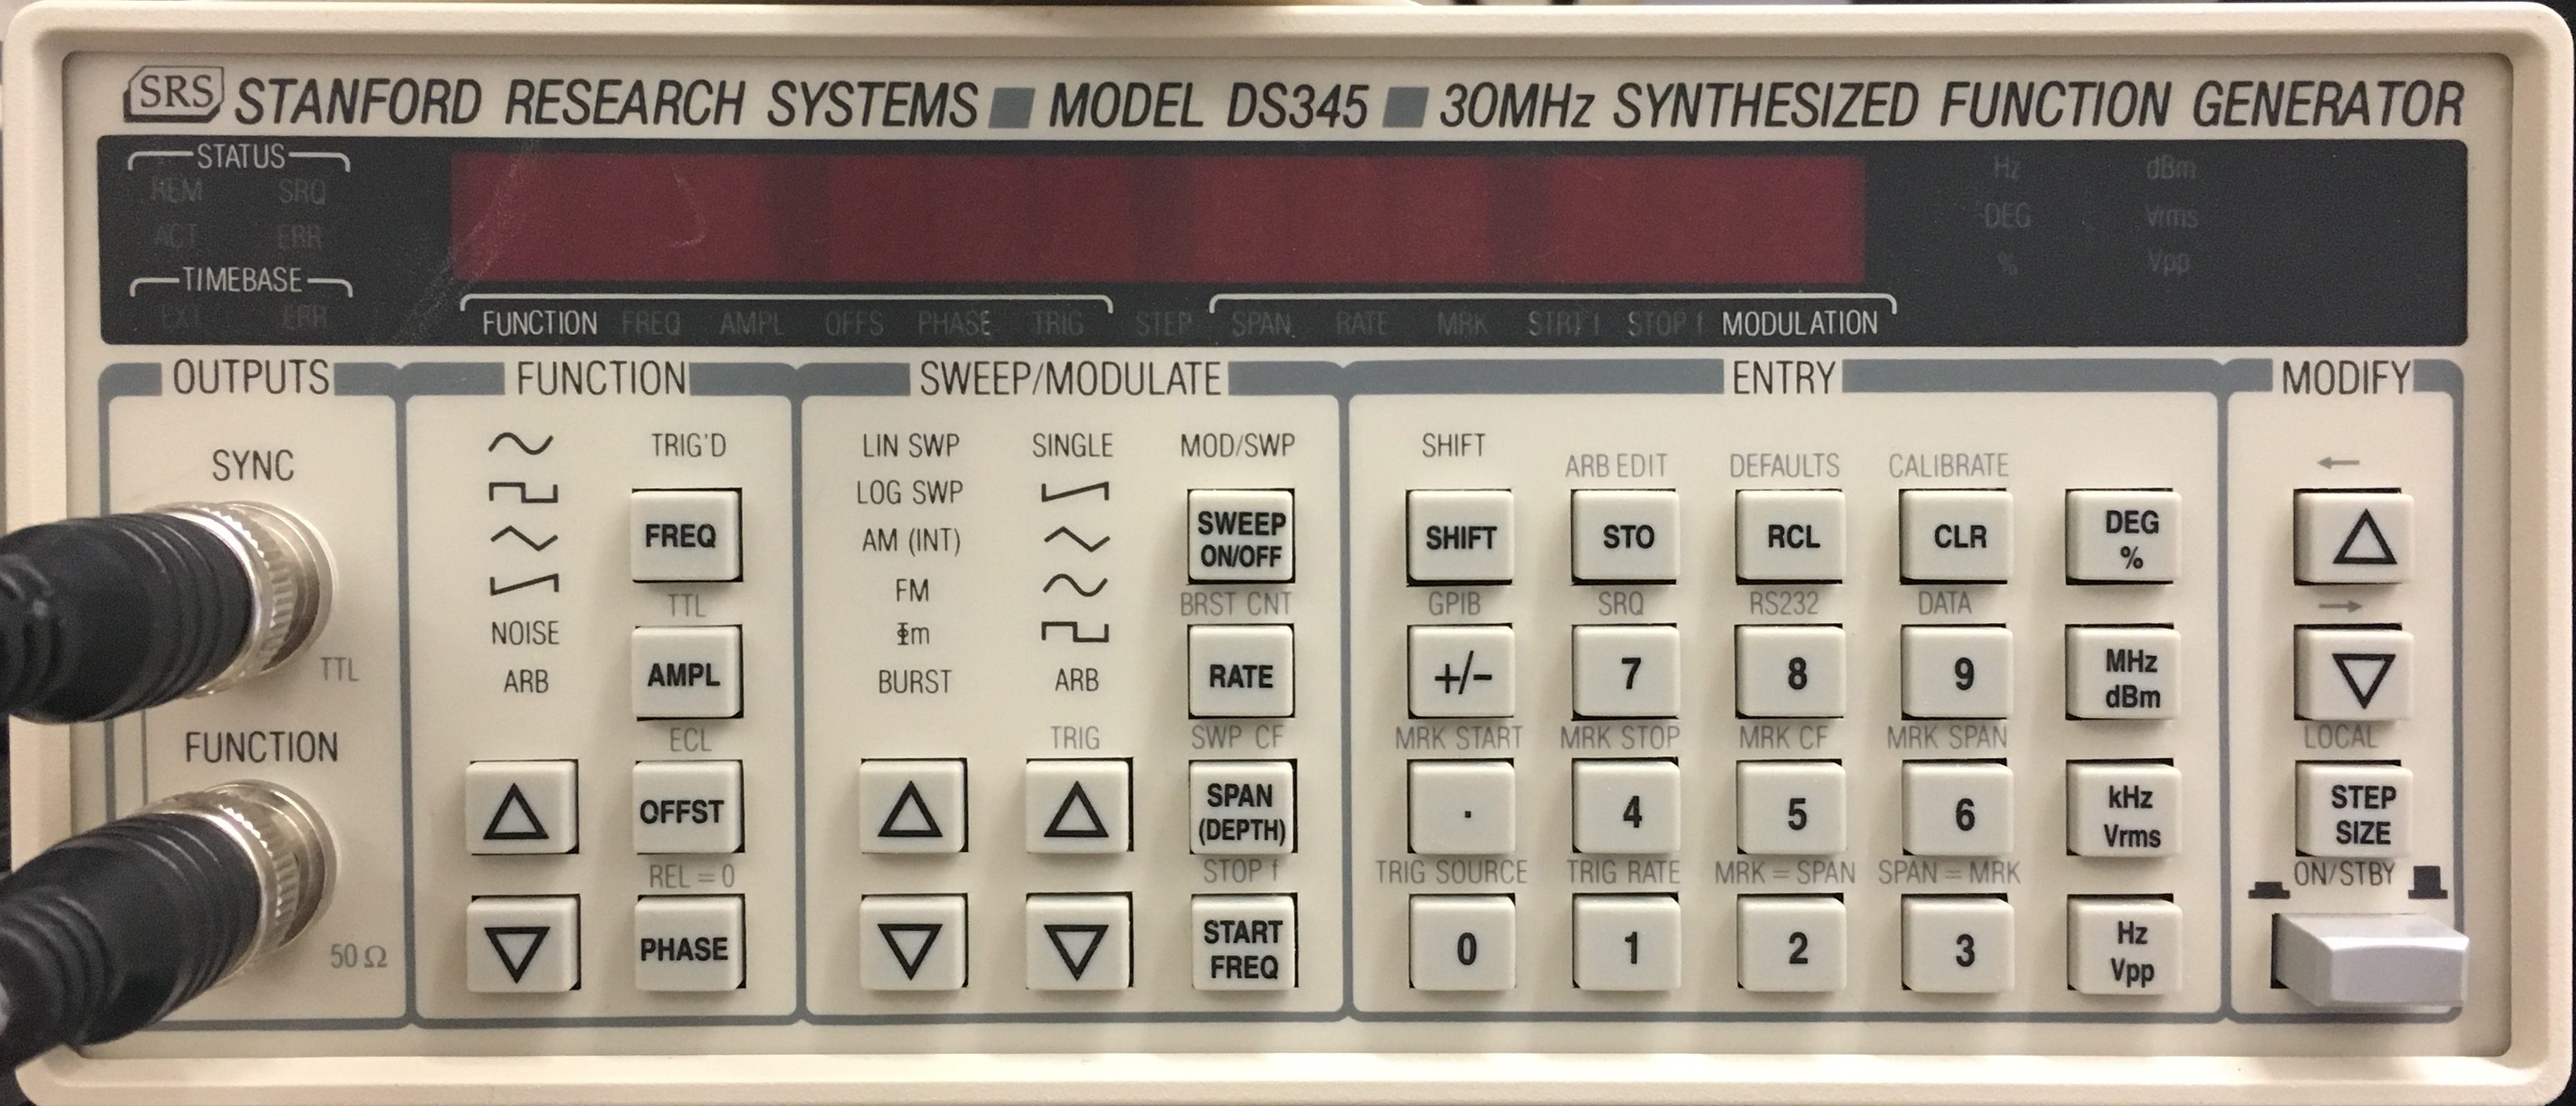 SRS STANFORD RESEARCH SYSTEMS MODEL DS345 30MHz SYNTHESIZED FUNCTION GENERATOR
STATUS
REM SRQ
ACT ERR
TIMEBASE
EXT ERR
FUNCTION FREQ AMPL OFFS PHASE TRIG STEP SPAN RATE MRK STRT f STOP f MODULATION
Hz dBm
DEG Vrms
% Vpp
OUTPUTS
SYNC
TTL
FUNCTION
50 Ω
FUNCTION
NOISE
ARB
TRIG'D
FREQ
TTL
AMPL
ECL
OFFST
REL = 0
PHASE
SWEEP/MODULATE
LIN SWP
LOG SWP
AM (INT)
FM
Φm
BURST
SINGLE
ARB
TRIG
MOD/SWP
SWEEP
ON/OFF
BRST CNT
RATE
SWP CF
SPAN
(DEPTH)
STOP f
START
FREQ
ENTRY
SHIFT ARB EDIT DEFAULTS CALIBRATE
SHIFT STO RCL CLR DEG
%
GPIB SRQ RS232 DATA
+/− 7 8 9 MHz
dBm
MRK START MRK STOP MRK CF MRK SPAN
· 4 5 6 kHz
Vrms
TRIG SOURCE TRIG RATE MRK = SPAN SPAN = MRK
0 1 2 3 Hz
Vpp
MODIFY
←
→
LOCAL
STEP
SIZE
ON/STBY